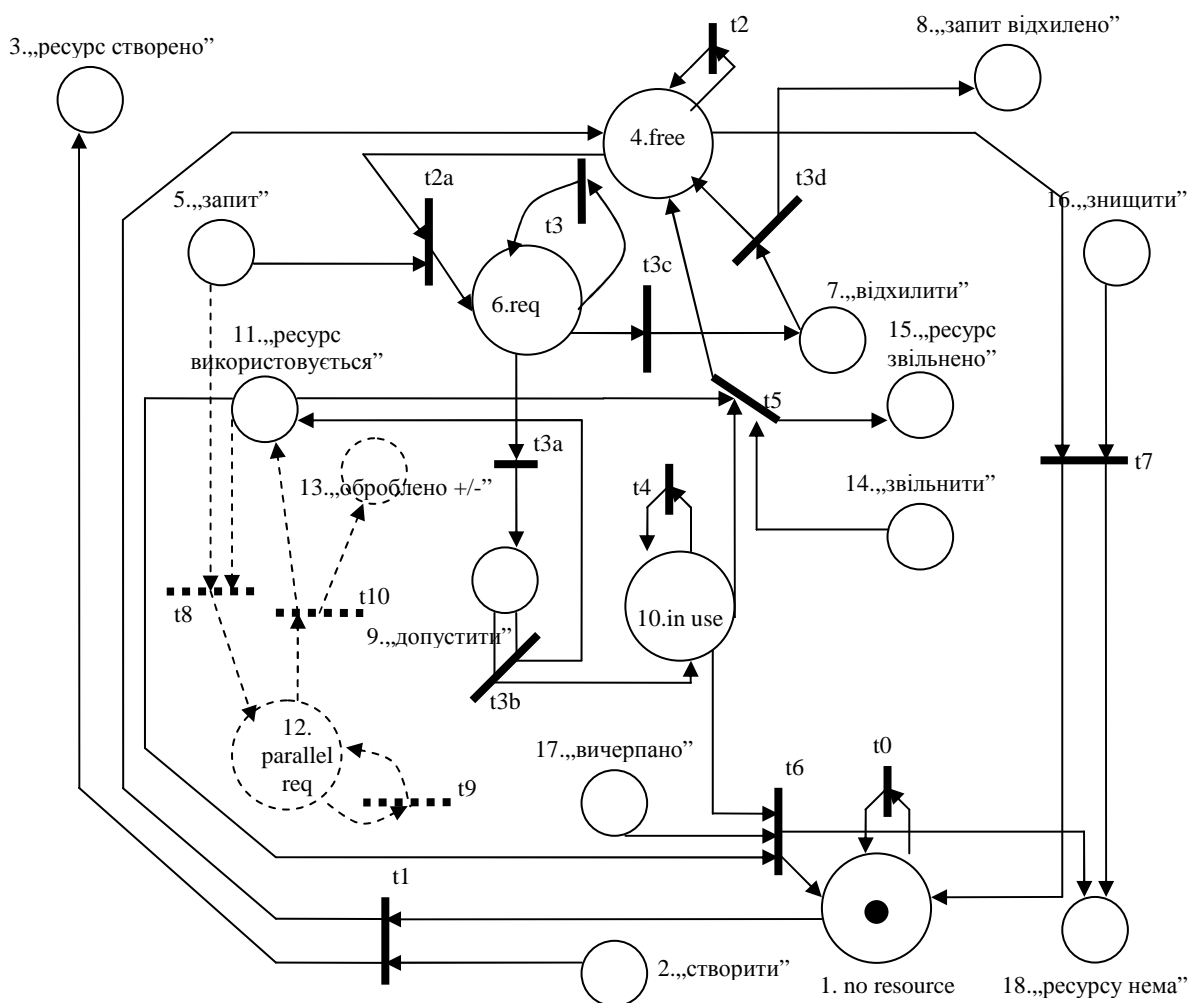 3.„ресурс створено”
t2
8.„запит відхилено”
4.free
t2a
t3d
5.„запит”
16.„знищити”
t3
t3c
6.req
7.„відхилити”
11.„ресурс
використовується”
15.„ресурс
звільнено”
t5
t3a
t7
13.„оброблено +/-”
t4
14.„звільнити”
t10
t8
10.in use
9.„допустити”
t3b
12.
parallel
req
17.„вичерпано”
t0
t9
t6
t1
2.„створити”
1. no resource
18.„ресурсу нема”